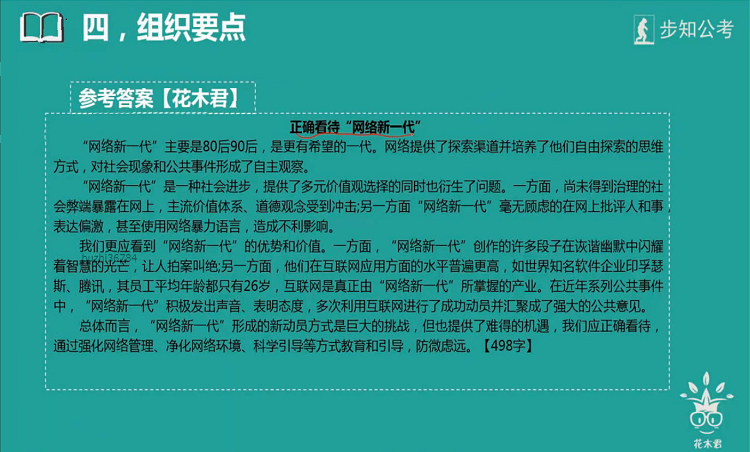 四，组织要点
步知公考
参考答案【花木君】
正确看待“网络新一代”
“网络新一代”主要是80后90后，是更有希望的一代。网络提供了探索渠道并培养了他们自由探索的思维
方式，对社会现象和公共事件形成了自主观察。
“网络新一代”是一种社会进步，提供了多元价值观选择的同时也衍生了问题。一方面，尚未得到治理的社
会弊端暴露在网上，主流价值体系、道德观念受到冲击;另一方面“网络新一代”毫无顾虑的在网上批评人和事，
表达偏激，甚至使用网络暴力语言，造成不利影响。
我们更应看到“网络新一代”的优势和价值。一方面，“网络新一代”创作的许多段子在诙谐幽默中闪耀
buzhi36784
着智慧的光芒，让人拍案叫绝;另一方面，他们在互联网应用方面的水平普遍更高，如世界知名软件企业印孚瑟
斯、腾讯，其员工平均年龄都只有26岁，互联网是真正由“网络新一代”所掌握的产业。在近年系列公共事件
中，“网络新一代”积极发出声音、表明态度，多次利用互联网进行了成功动员并汇聚成了强大的公共意见。
总体而言，“网络新一代”形成的新动员方式是巨大的挑战，但也提供了难得的机遇，我们应正确看待，
通过强化网络管理、净化网络环境、科学引导等方式教育和引导，防微虑远。【498字】
花木君